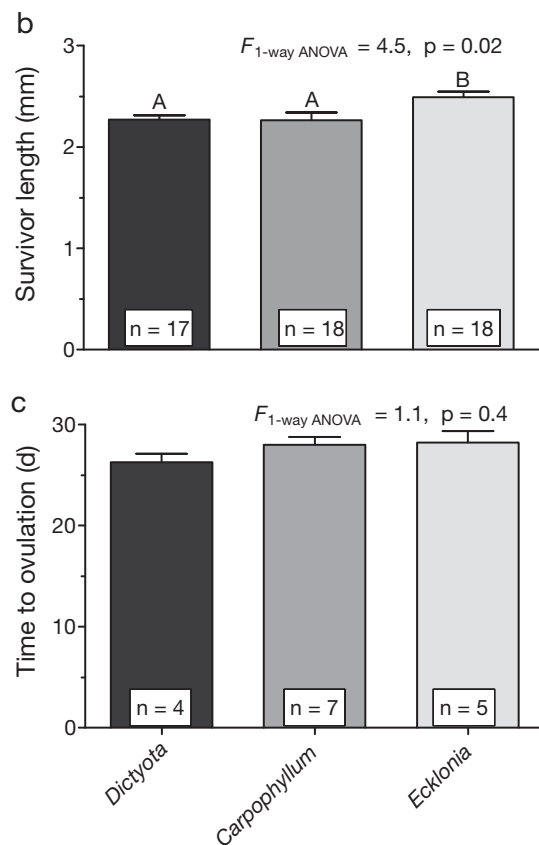 b
F1-way ANOVA = 4.5, p = 0.02
Survivor length (mm)
3
2
1
0
A
A
B
n = 17
n = 18
n = 18
c
F1-way ANOVA = 1.1, p = 0.4
Time to ovulation (d)
30
20
10
0
n = 4
n = 7
n = 5
Dictyota
Carpophyllum
Ecklonia